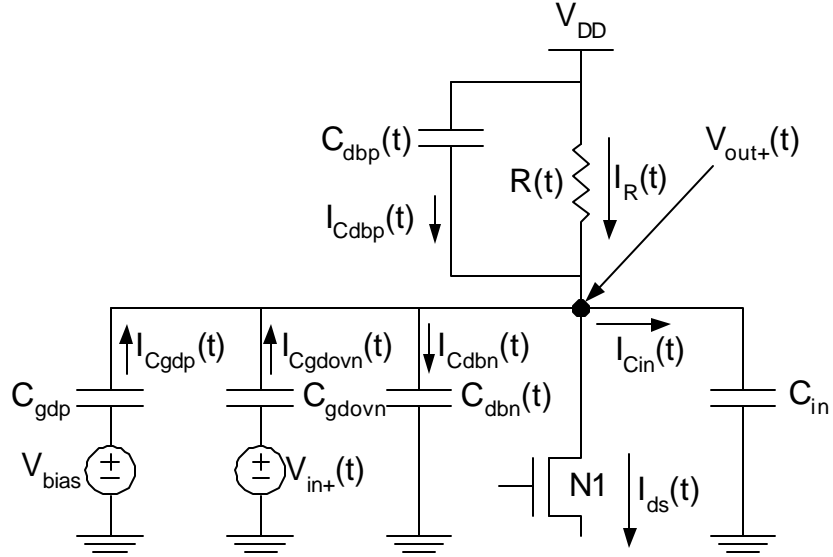 V_DD
C_dbp(t)
R(t)
I_R(t)
V_out+(t)
I_Cdbp(t)
I_Cgdp(t)
I_Cgdovn(t)
I_Cdbn(t)
I_Cin(t)
C_gdp
C_gdovn
C_dbn(t)
C_in
V_bias
V_in+(t)
N1
I_ds(t)